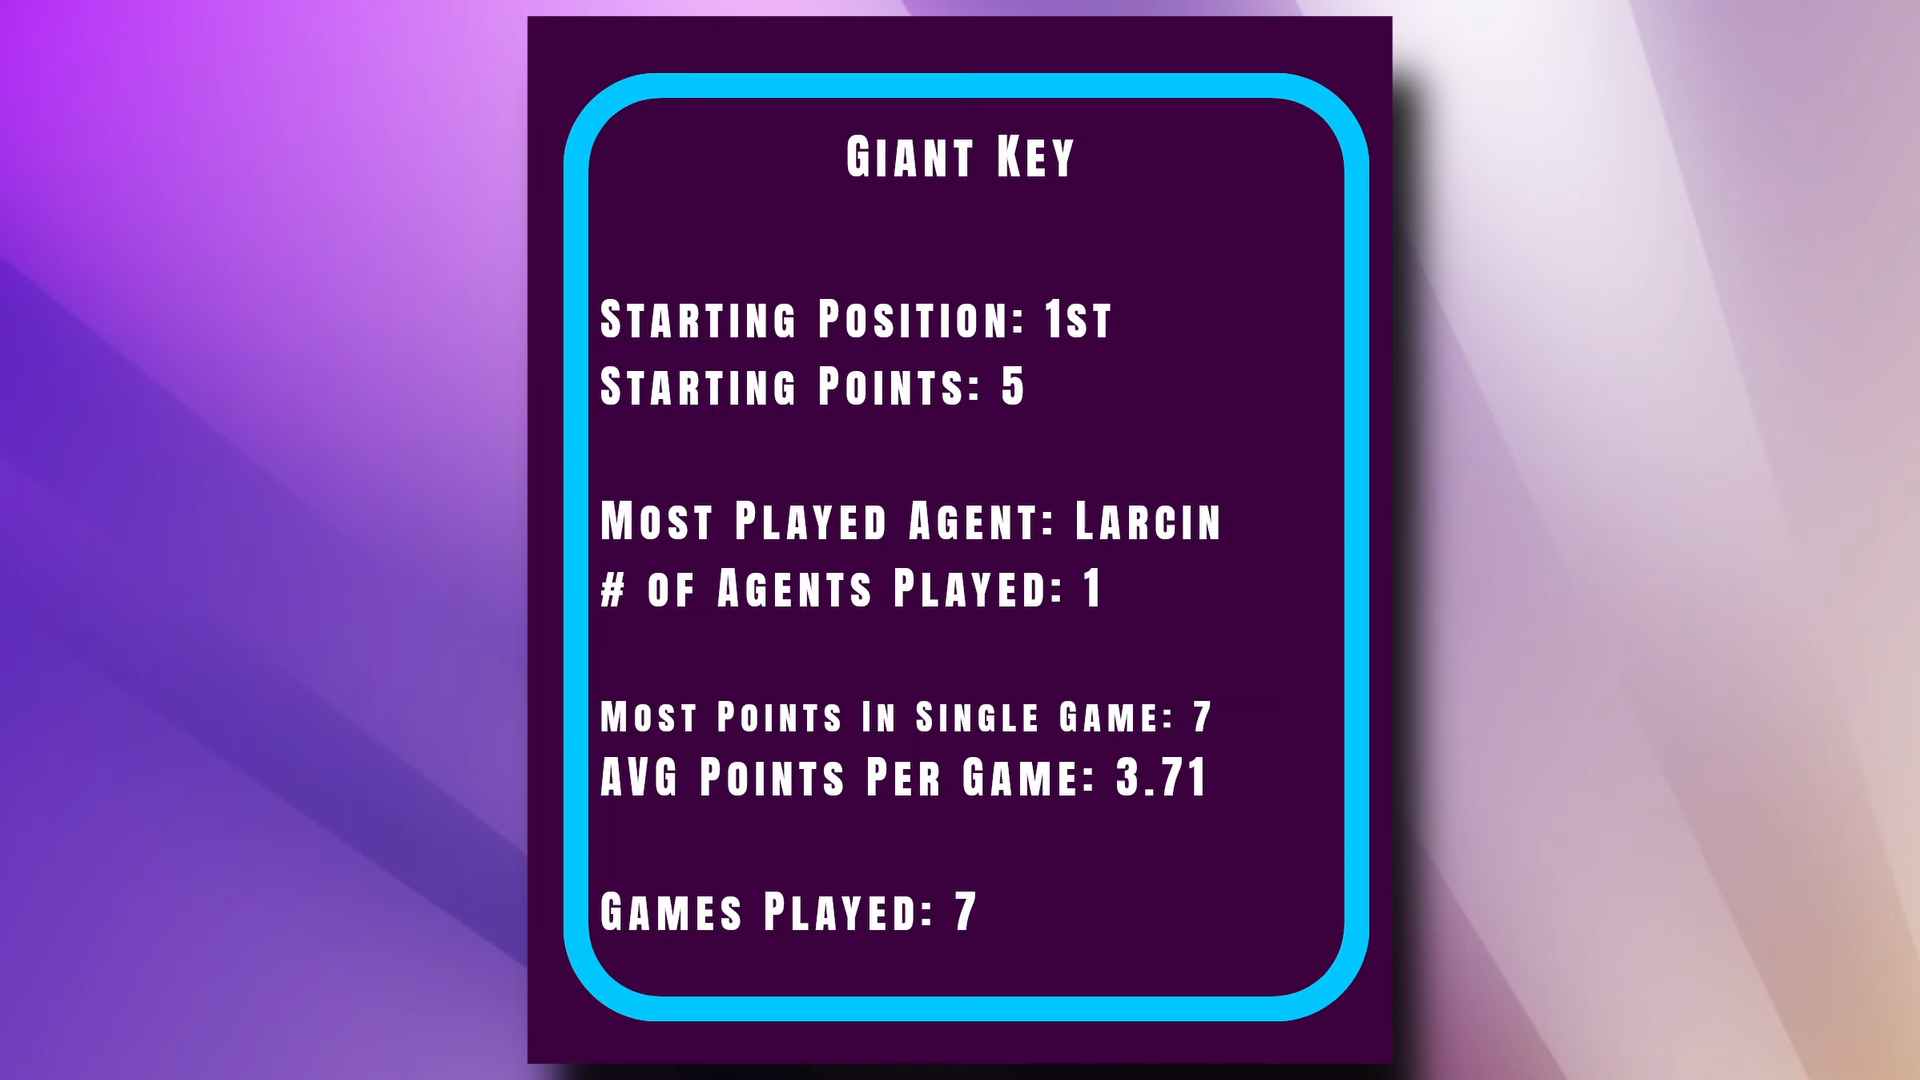 Giant Key
Starting Position: 1st
Starting Points: 5
Most Played Agent: Larcin
# of Agents Played: 1
Most Points In Single Game: 7
AVG Points Per Game: 3.71
Games Played: 7